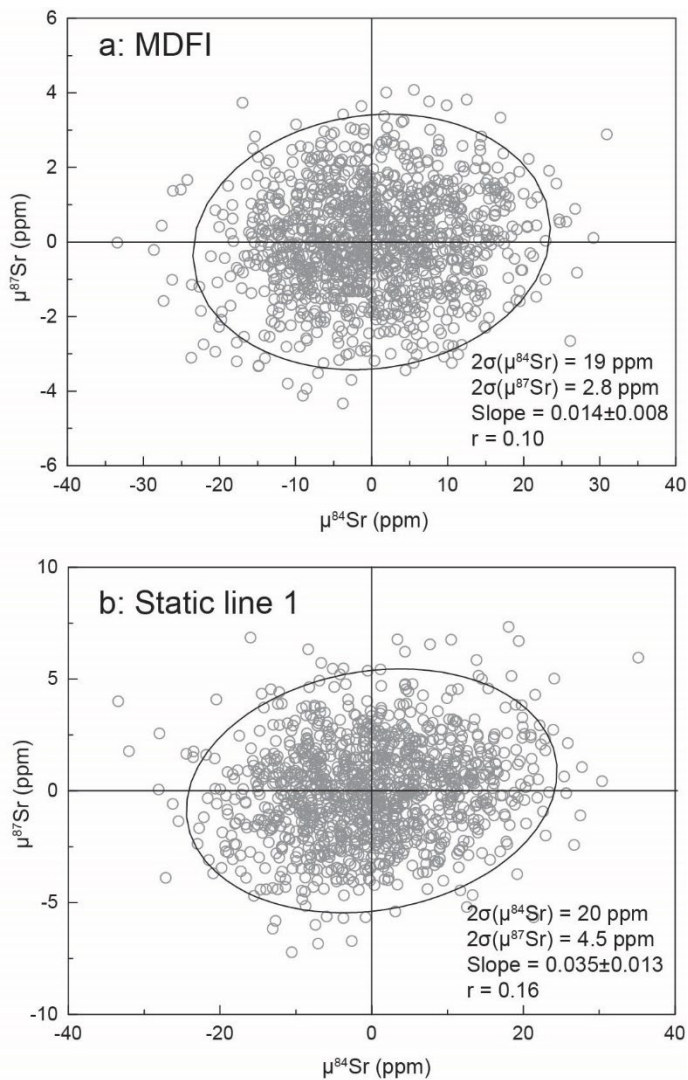 a: MDFI
6
4
2
0
-2
-4
-6
μ⁸⁷Sr (ppm)
2σ(μ⁸⁴Sr) = 19 ppm
2σ(μ⁸⁷Sr) = 2.8 ppm
Slope = 0.014±0.008
r = 0.10
-40 -30 -20 -10 0 10 20 30 40
μ⁸⁴Sr (ppm)
b: Static line 1
10
5
0
-5
-10
μ⁸⁷Sr (ppm)
2σ(μ⁸⁴Sr) = 20 ppm
2σ(μ⁸⁷Sr) = 4.5 ppm
Slope = 0.035±0.013
r = 0.16
-40 -20 0 20 40
μ⁸⁴Sr (ppm)